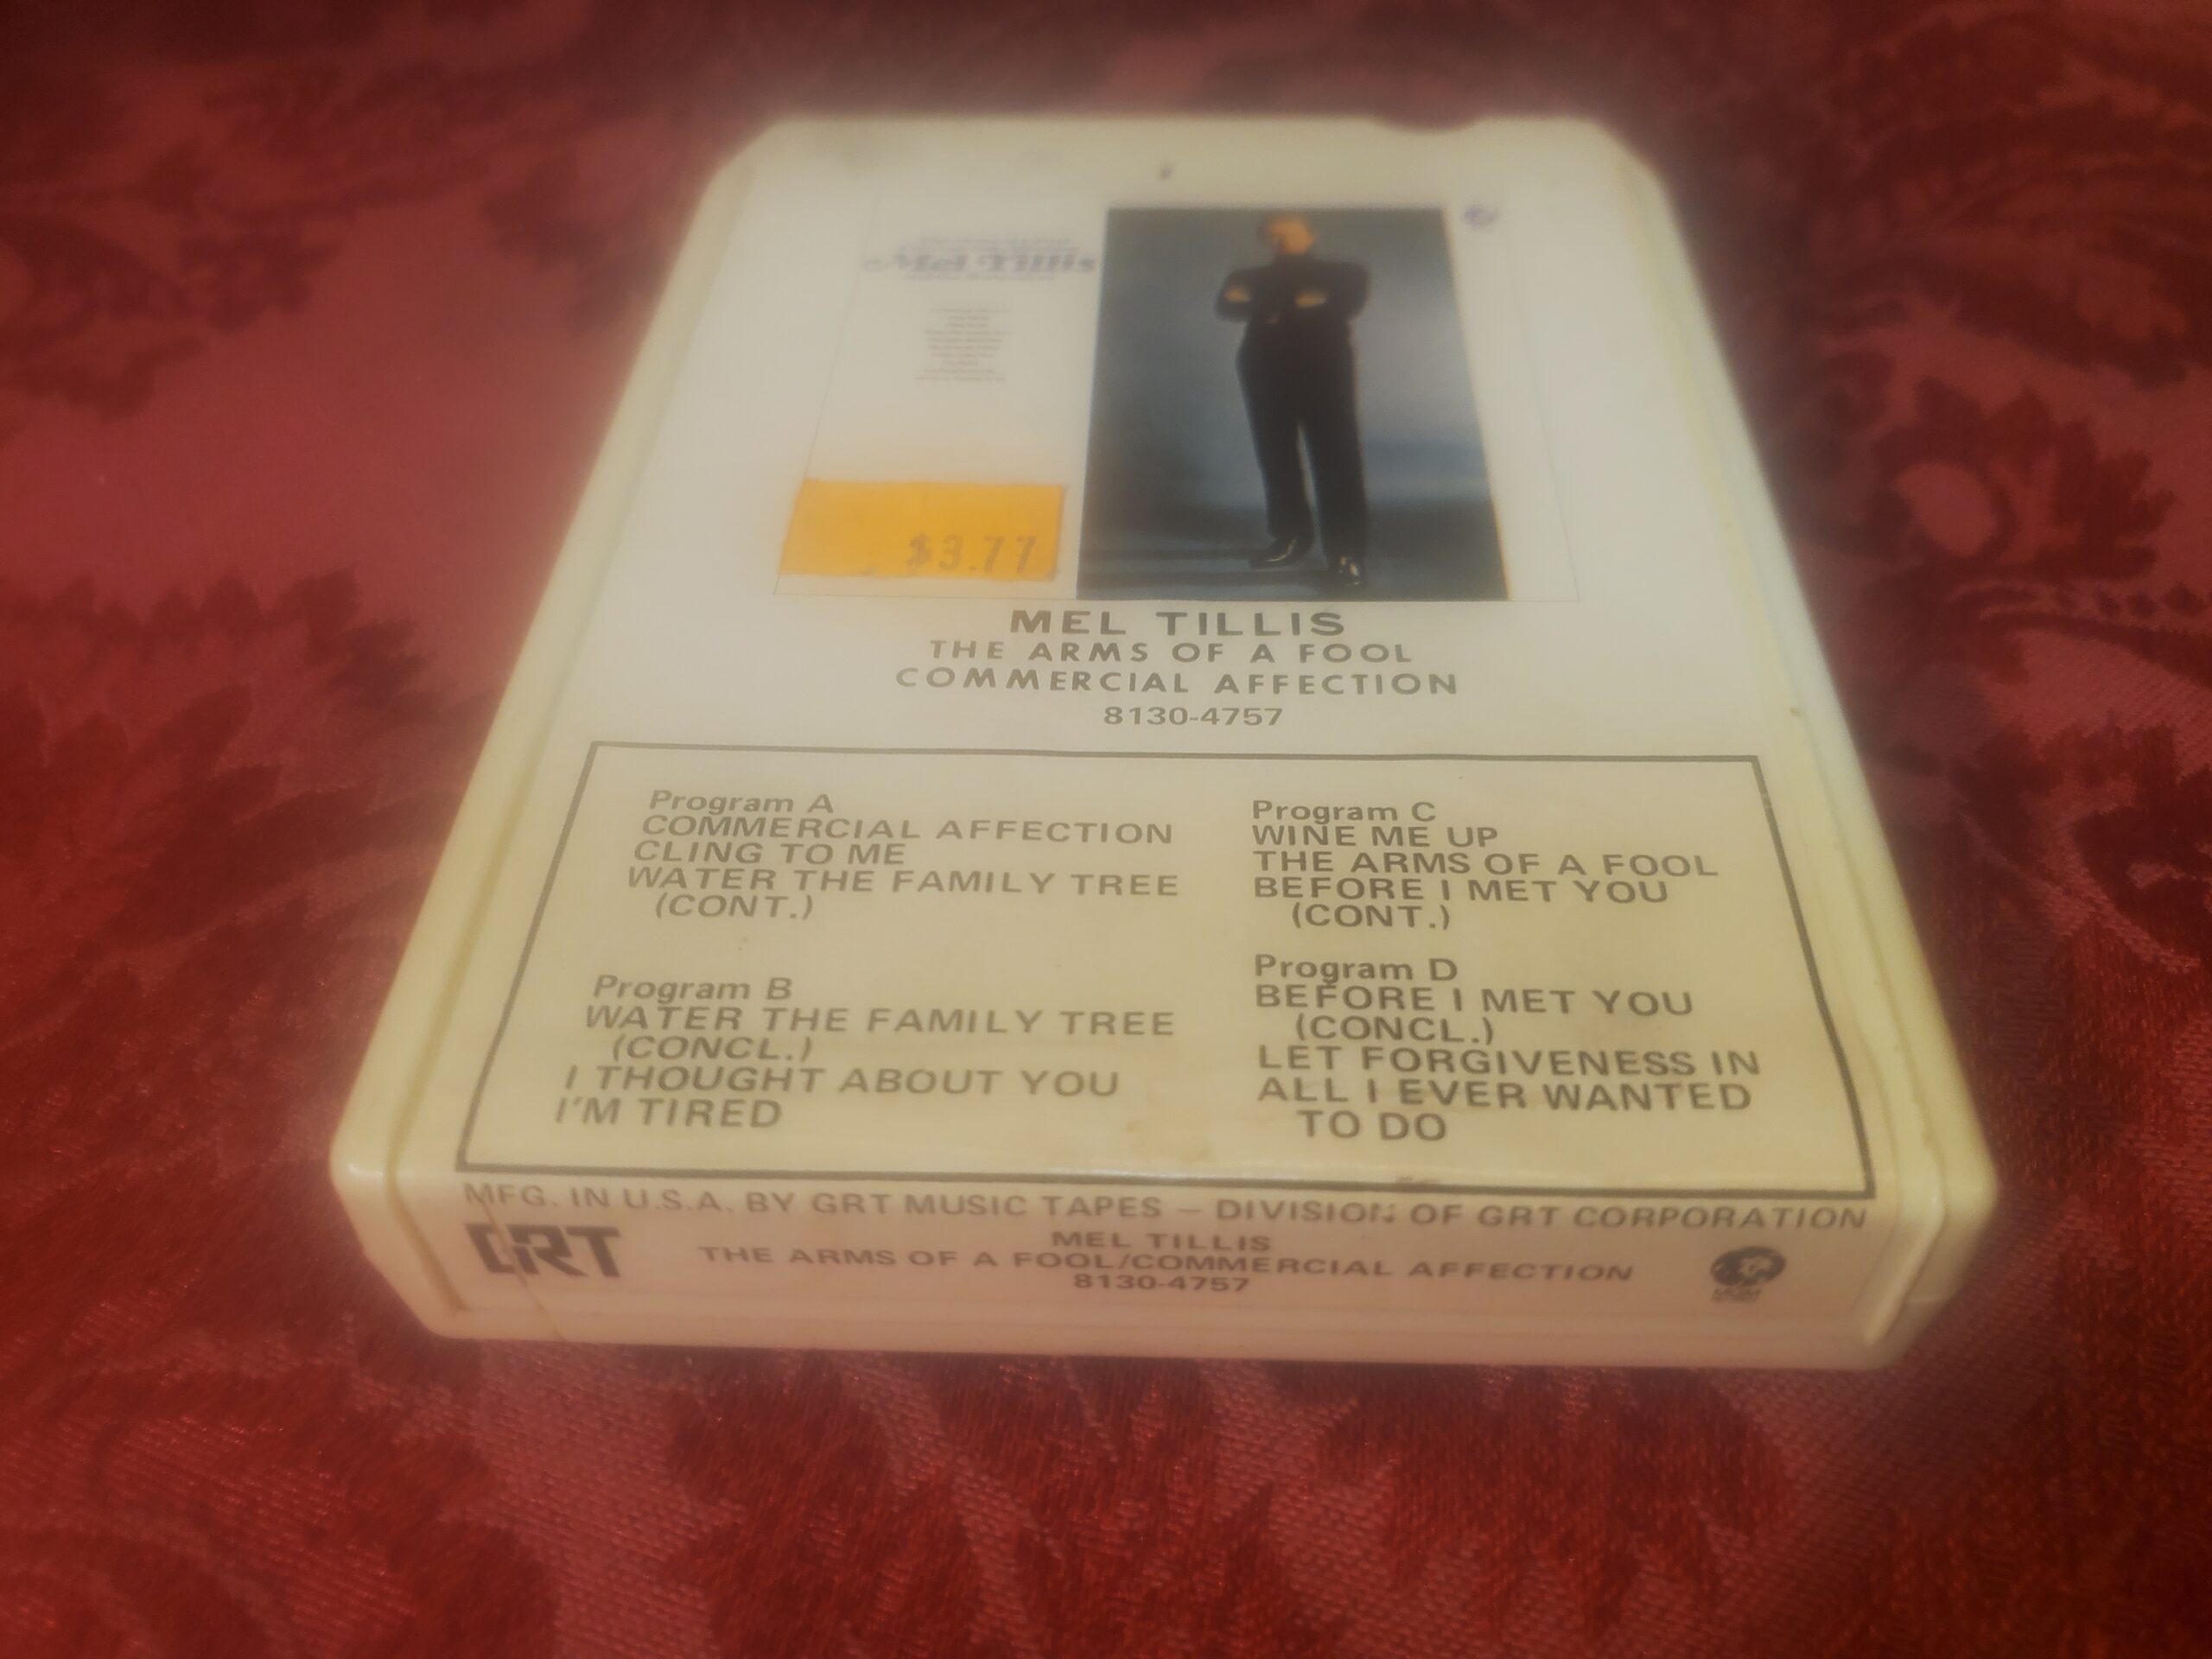 Mel Tillis
$3.77
MEL TILLIS
THE ARMS OF A FOOL
COMMERCIAL AFFECTION
8130-4757
Program A
COMMERCIAL AFFECTION
CLING TO ME
WATER THE FAMILY TREE
(CONT.)
Program B
WATER THE FAMILY TREE
(CONCL.)
I THOUGHT ABOUT YOU
I'M TIRED
Program C
WINE ME UP
THE ARMS OF A FOOL
BEFORE I MET YOU
(CONT.)
Program D
BEFORE I MET YOU
(CONCL.)
LET FORGIVENESS IN
ALL I EVER WANTED
TO DO
MFG. IN U.S.A. BY GRT MUSIC TAPES – DIVISION OF GRT CORPORATION
GRT
MEL TILLIS
THE ARMS OF A FOOL/COMMERCIAL AFFECTION
8130-4757